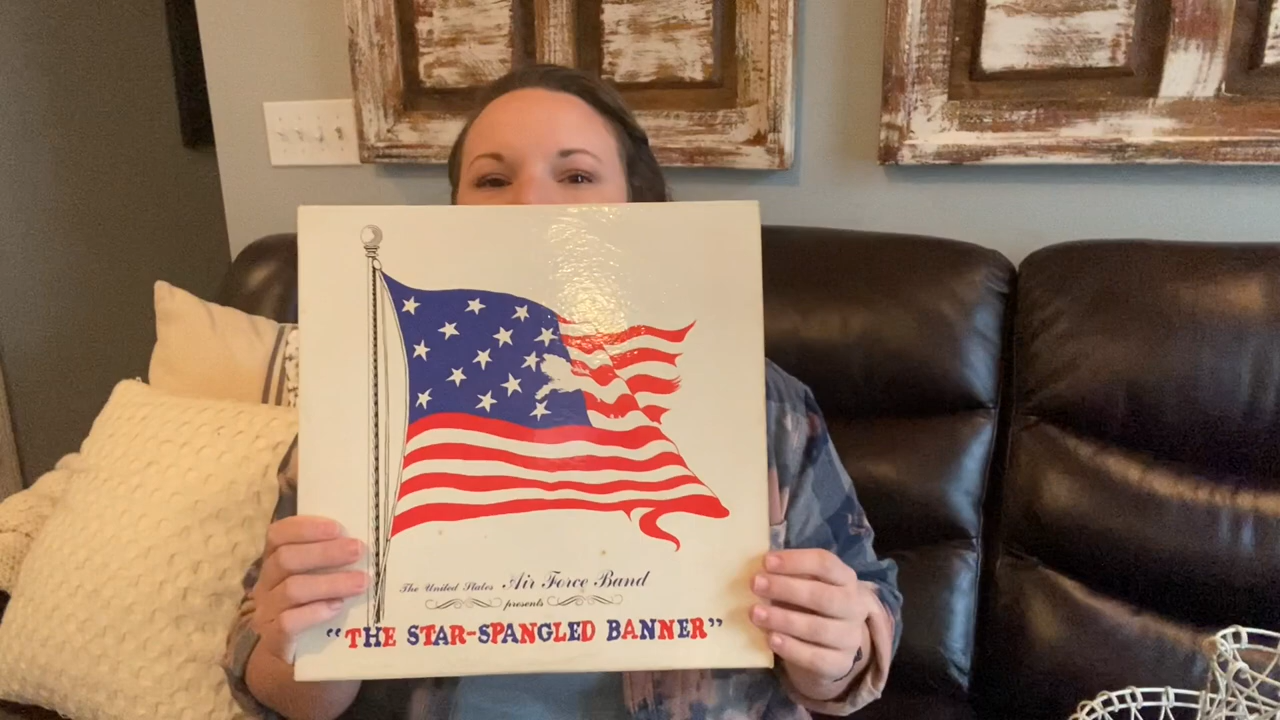 The United States Air Force Band
presents
"THE STAR-SPANGLED BANNER"